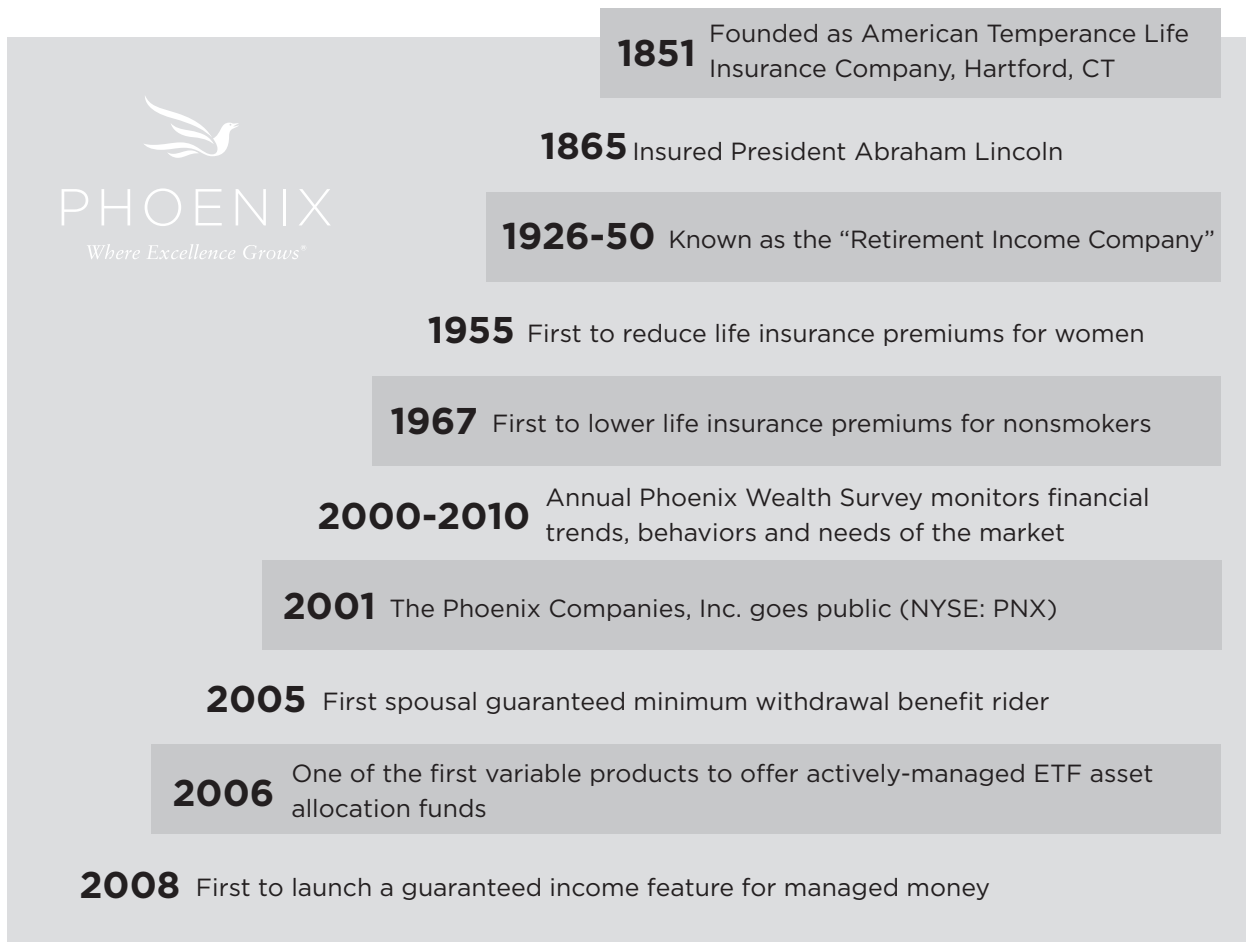 1851 Founded as American Temperance Life
Insurance Company, Hartford, CT
PHOENIX
Where Excellence Grows®
1865 Insured President Abraham Lincoln
1926-50 Known as the “Retirement Income Company”
1955 First to reduce life insurance premiums for women
1967 First to lower life insurance premiums for nonsmokers
2000-2010 Annual Phoenix Wealth Survey monitors financial
trends, behaviors and needs of the market
2001 The Phoenix Companies, Inc. goes public (NYSE: PNX)
2005 First spousal guaranteed minimum withdrawal benefit rider
2006 One of the first variable products to offer actively-managed ETF asset
allocation funds
2008 First to launch a guaranteed income feature for managed money